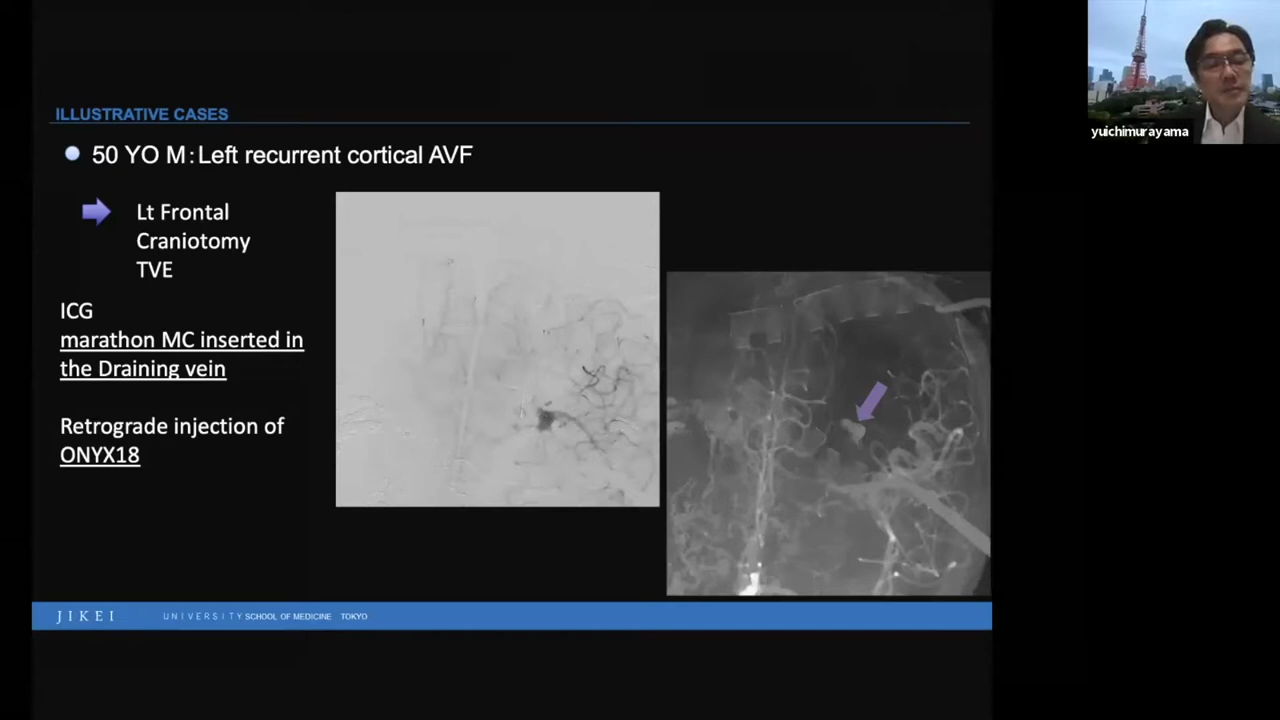 ILLUSTRATIVE CASES
50 YO M：Left recurrent cortical AVF
Lt Frontal
Craniotomy
TVE
ICG
marathon MC inserted in
the Draining vein
Retrograde injection of
ONYX18
JIKEI UNIVERSITY SCHOOL OF MEDICINE TOKYO
yuichimurayama